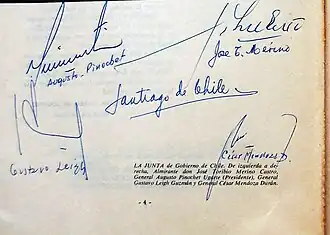 Augusto Pinochet
José T. Merino
Santiago de Chile
Gustavo Leigh
César Mendoza D.
LA JUNTA de Gobierno de Chile. De izquierda a de
recha, Almirante don José Toribio Merino Castro,
General Augusto Pinochet Ugarte (Presidente), General
Gustavo Leigh Guzmán y General César Mendoza Durán.
- 4 -